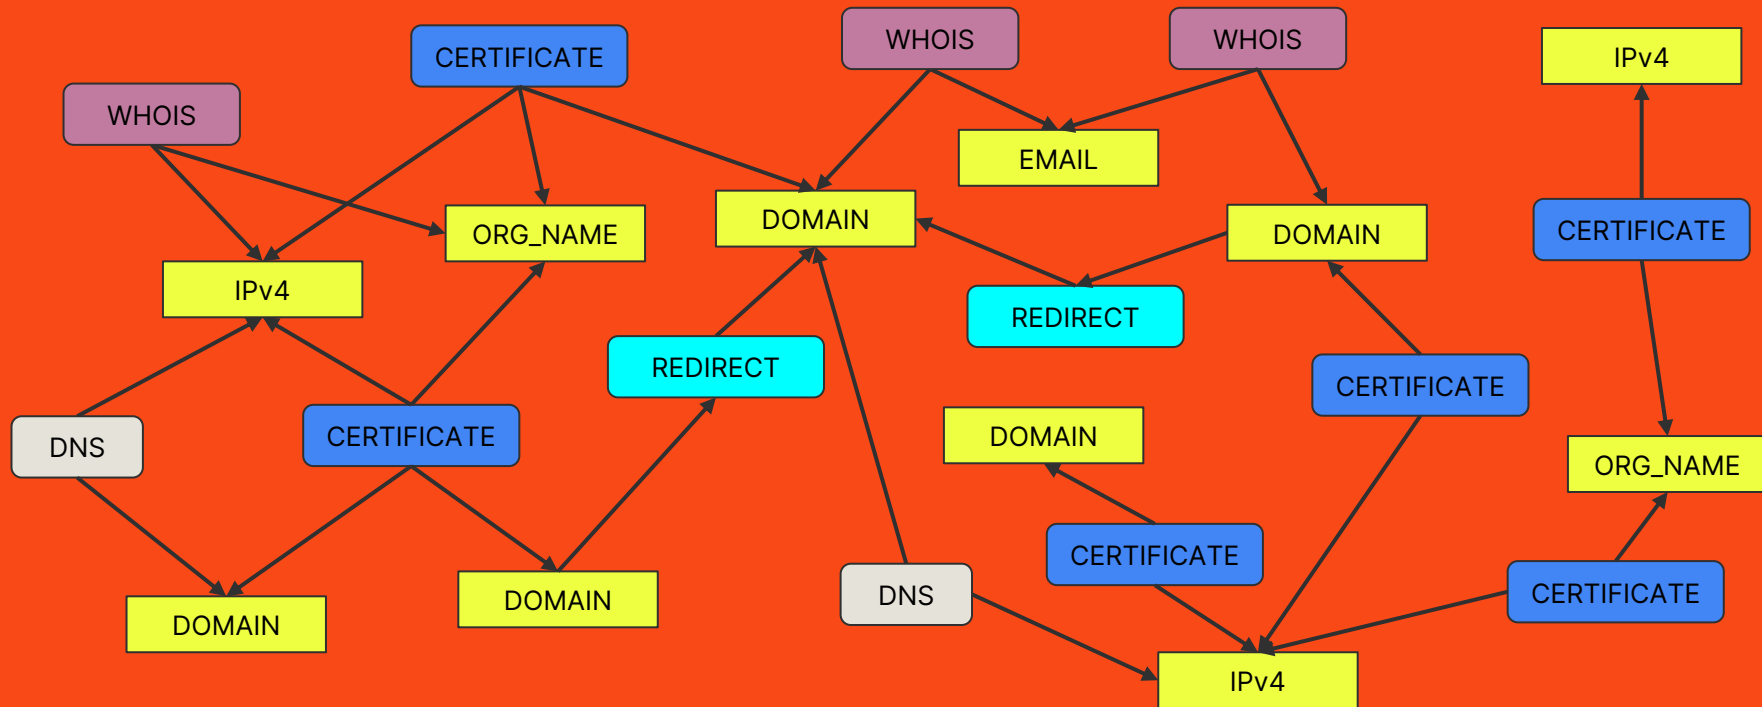 WHOIS
WHOIS
CERTIFICATE
IPv4
WHOIS
EMAIL
DOMAIN
ORG_NAME
DOMAIN
CERTIFICATE
IPv4
REDIRECT
REDIRECT
CERTIFICATE
DNS
CERTIFICATE
DOMAIN
ORG_NAME
CERTIFICATE
DNS
CERTIFICATE
DOMAIN
DOMAIN
IPv4